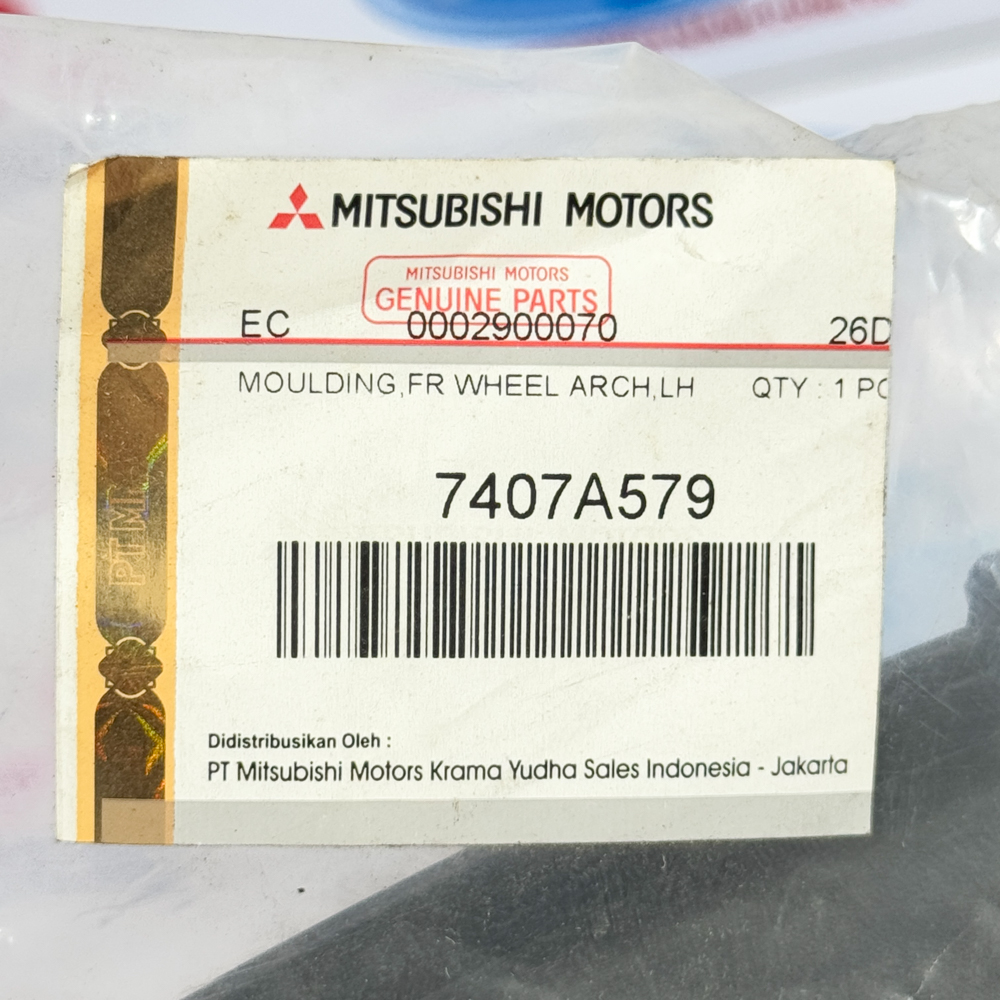 MITSUBISHI MOTORS
MITSUBISHI MOTORS
GENUINE PARTS
EC 0002900070 26D
MOULDING,FR WHEEL ARCH,LH QTY : 1 PC
7407A579
PTMI
Didistribusikan Oleh :
PT Mitsubishi Motors Krama Yudha Sales Indonesia - Jakarta